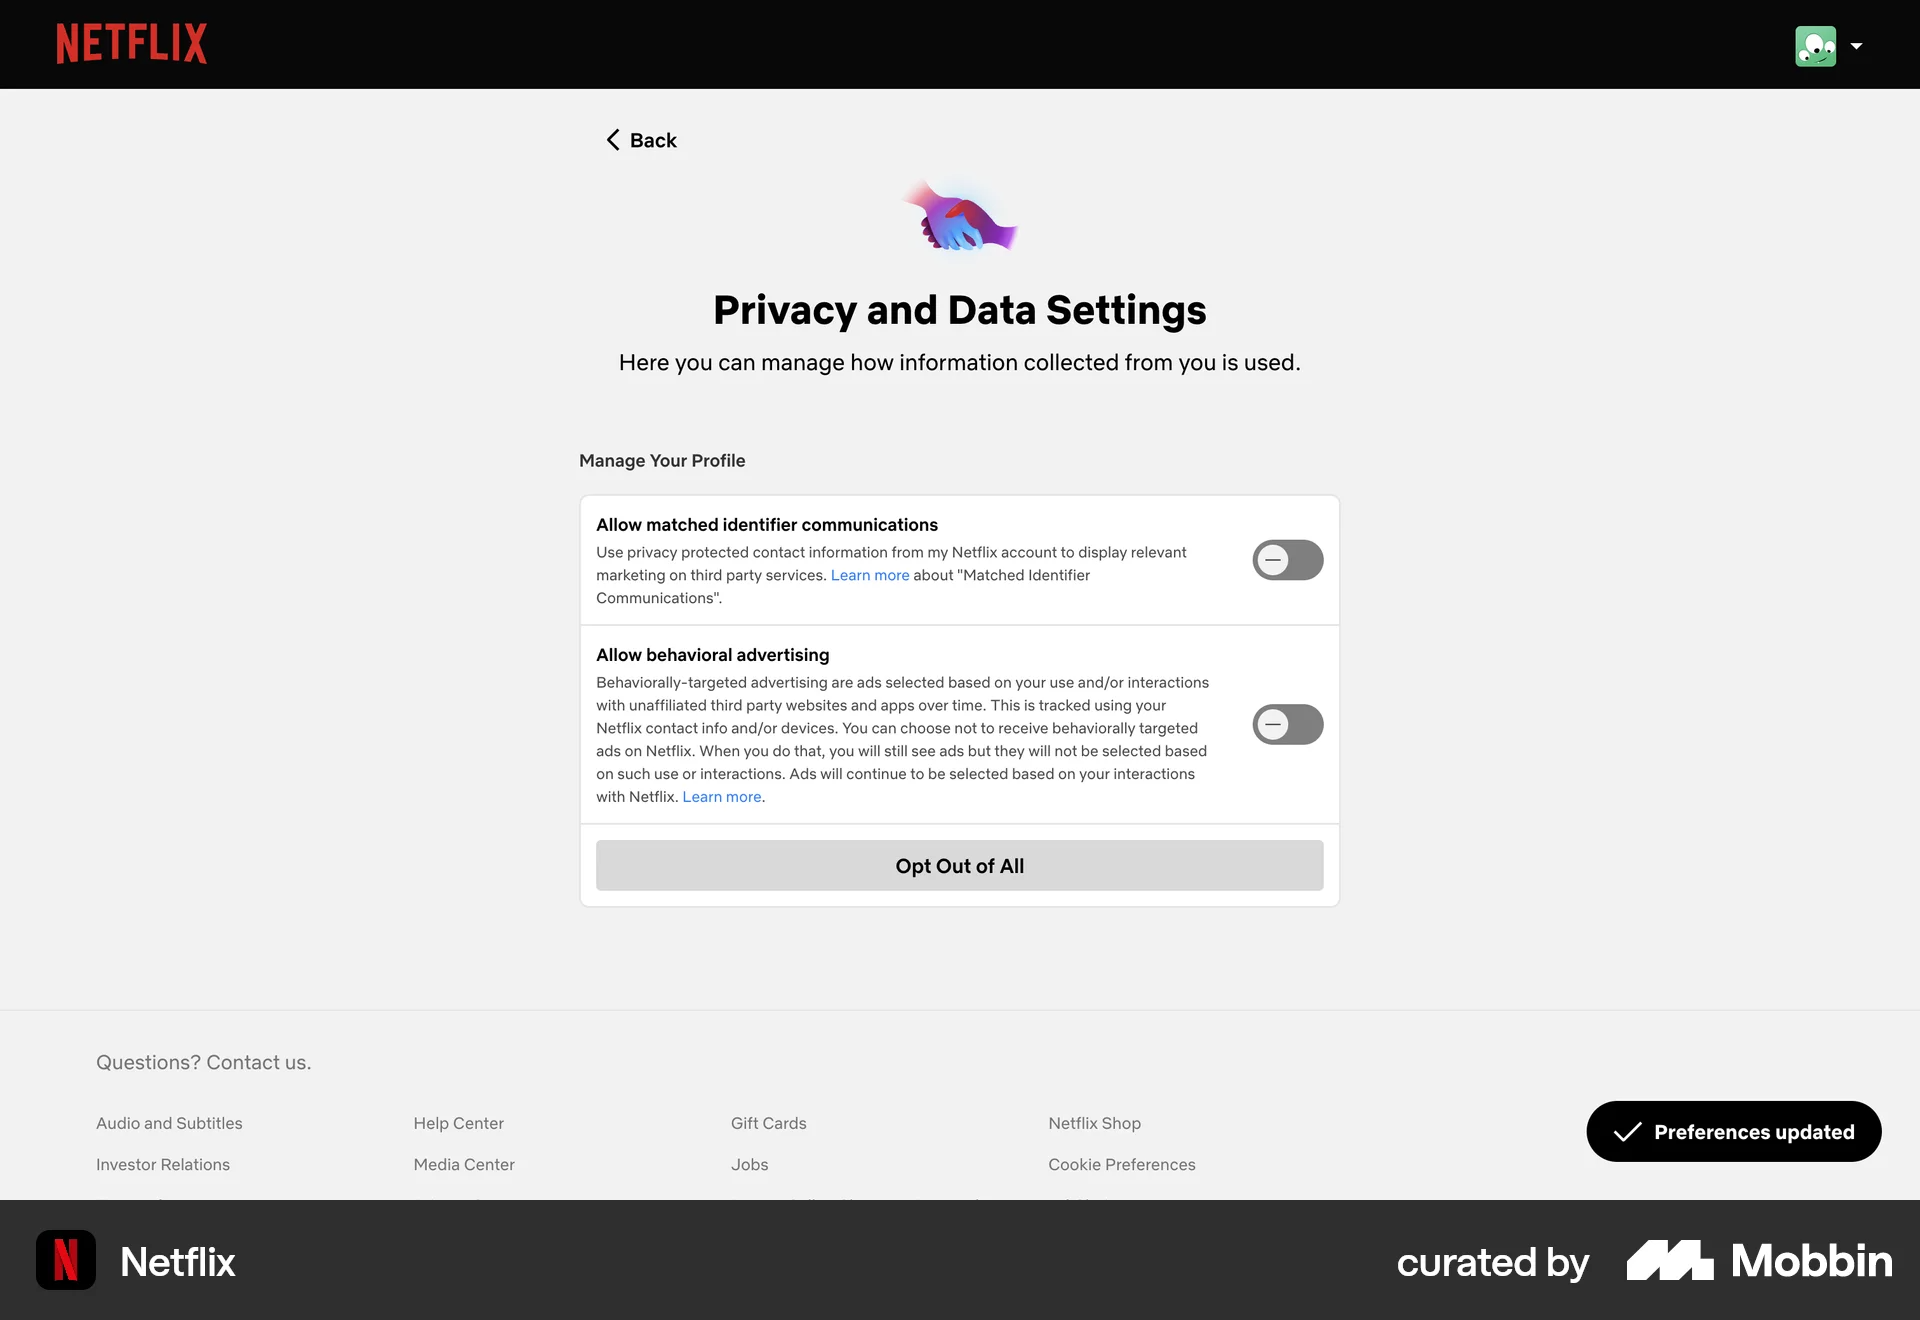 NETFLIX
Back
Privacy and Data Settings
Here you can manage how information collected from you is used.
Manage Your Profile
Allow matched identifier communications
Use privacy protected contact information from my Netflix account to display relevant
marketing on third party services. Learn more about "Matched Identifier
Communications".
Allow behavioral advertising
Behaviorally-targeted advertising are ads selected based on your use and/or interactions
with unaffiliated third party websites and apps over time. This is tracked using your
Netflix contact info and/or devices. You can choose not to receive behaviorally targeted
ads on Netflix. When you do that, you will still see ads but they will not be selected based
on such use or interactions. Ads will continue to be selected based on your interactions
with Netflix. Learn more.
Opt Out of All
Questions? Contact us.
Audio and Subtitles
Help Center
Gift Cards
Netflix Shop
Investor Relations
Media Center
Jobs
Cookie Preferences
Preferences updated
N
Netflix
curated by
Mobbin